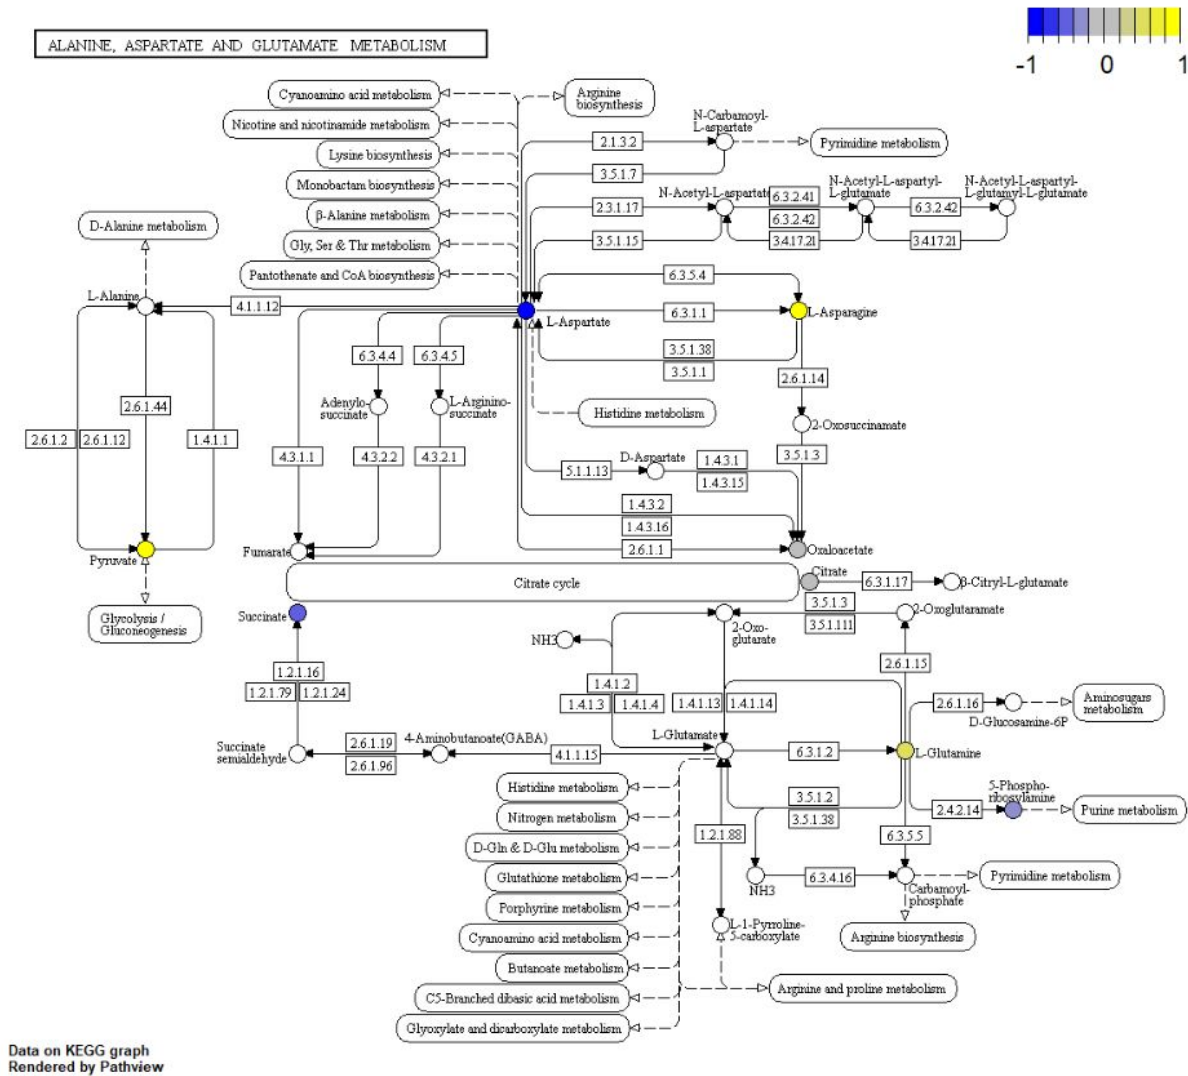 ALANINE, ASPARTATE AND GLUTAMATE METABOLISM
-1 0 1
Cyanoamino acid metabolism
Arginine
biosynthesis
Nicotine and nicotinamide metabolism
N-Carbamoyl-
L-aspartate
2.1.3.2
Pyrimidine metabolism
Lysine biosynthesis
3.5.1.7
Monobactam biosynthesis
N-Acetyl-L-aspartate
6.3.2.41
N-Acetyl-L-aspartyl-
L-glutamate
N-Acetyl-L-aspartyl-
L-glutamyl-L-glutamate
β-Alanine metabolism
2.3.1.17
6.3.2.42
6.3.2.42
D-Alanine metabolism
Gly, Ser & Thr metabolism
3.5.1.15
3.4.17.21
3.4.17.21
Pantothenate and CoA biosynthesis
6.3.5.4
L-Alanine
4.1.1.12
L-Aspartate
6.3.1.1
L-Asparagine
6.3.4.4
6.3.4.5
3.5.1.38
3.5.1.1
2.6.1.14
2.6.1.44
Adenylo-
succinate
L-Arginino-
succinate
Histidine metabolism
2-Oxosuccinamate
2.6.1.2
2.6.1.12
1.4.1.1
4.3.1.1
4.3.2.2
4.3.2.1
D-Aspartate
5.1.1.13
1.4.3.1
1.4.3.15
3.5.1.3
1.4.3.2
1.4.3.16
2.6.1.1
Pyruvate
Fumarate
Oxaloacetate
Citrate cycle
Citrate
6.3.1.17
β-Citryl-L-glutamate
Glycolysis /
Gluconeogenesis
Succinate
3.5.1.3
3.5.1.111
2-Oxoglutaramate
NH3
2-Oxo-
glutarate
1.2.1.16
1.2.1.79
1.2.1.24
1.4.1.2
1.4.1.3
1.4.1.4
1.4.1.13
1.4.1.14
2.6.1.15
2.6.1.16
D-Glucosamine-6P
Aminosugars
metabolism
Succinate
semialdehyde
2.6.1.19
2.6.1.96
4-Aminobutanoate(GABA)
4.1.1.15
L-Glutamate
6.3.1.2
L-Glutamine
Histidine metabolism
3.5.1.2
3.5.1.38
5-Phospho-
ribosylamine
2.4.2.14
Purine metabolism
Nitrogen metabolism
1.2.1.88
6.3.5.5
D-Gln & D-Glu metabolism
Glutathione metabolism
NH3
6.3.4.16
Carbamoyl-
phosphate
Pyrimidine metabolism
Porphyrine metabolism
L-1-Pyrroline-
5-carboxylate
Cyanoamino acid metabolism
Arginine biosynthesis
Butanoate metabolism
C5-Branched dibasic acid metabolism
Arginine and proline metabolism
Glyoxylate and dicarboxylate metabolism
Data on KEGG graph
Rendered by Pathview